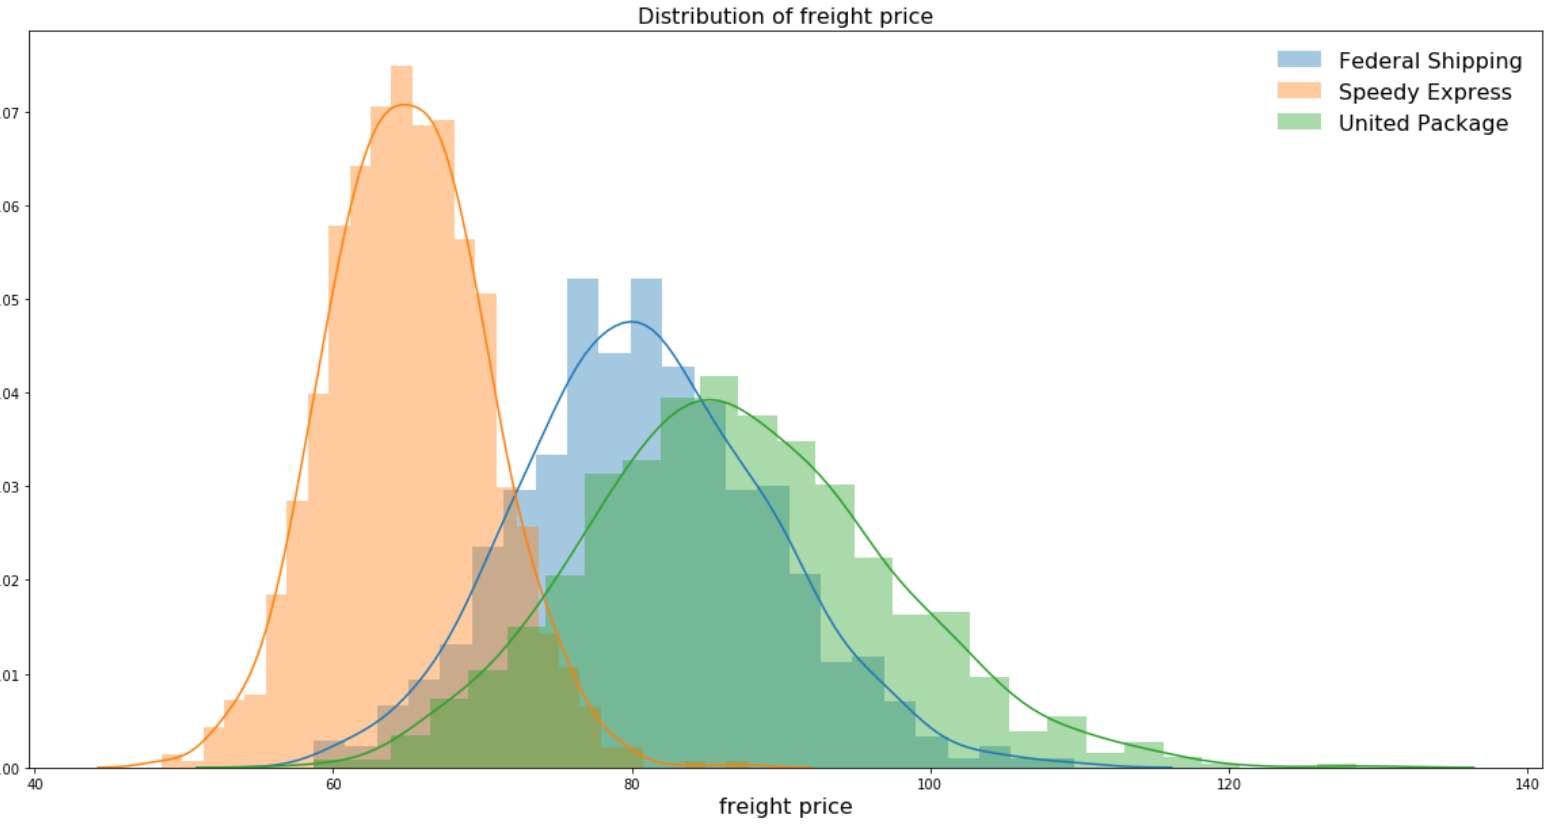 Distribution of freight price
Federal Shipping
Speedy Express
United Package
.07
.06
.05
.04
.03
.02
.01
.00
40 60 80 100 120 140
freight price